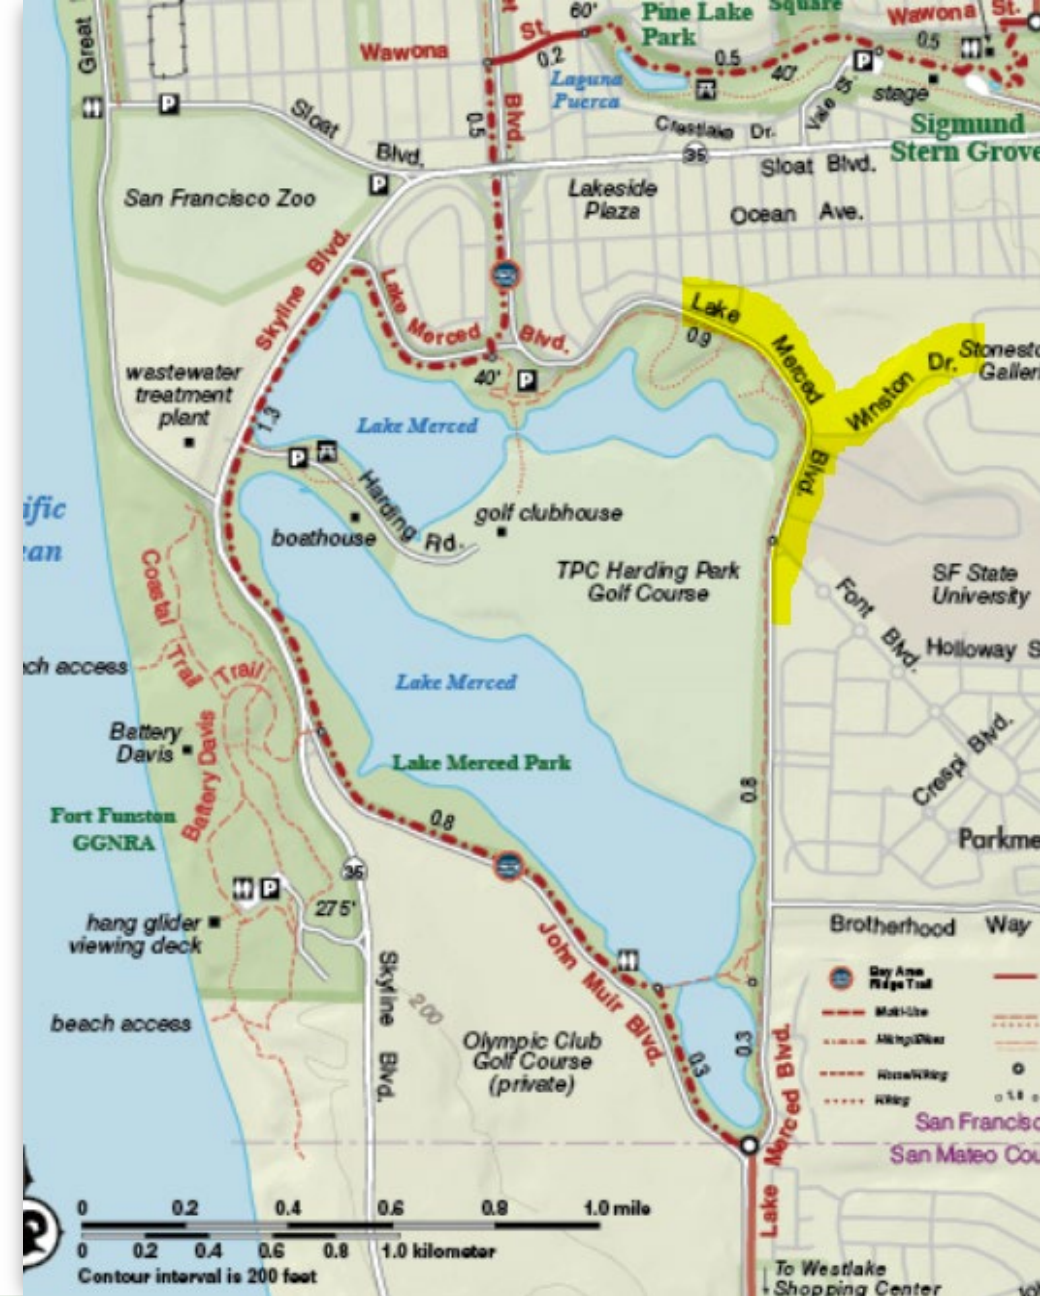 Great
60'
Pine Lake
Park
Square
Wawona St.
Wawona
St.
0.2
0.5
40'
0.5
Laguna
Puerca
stage
Vale
Sigmund
Stern Grove
0.5
Blvd.
Crestlake Dr.
35
Sloat Blvd.
Sloat
Blvd.
San Francisco Zoo
Lakeside
Plaza
Ocean Ave.
Skyline Blvd.
Lake
Merced
Blvd.
Lake
Merced
Blvd.
0.9
Winston Dr.
40'
wastewater
treatment
plant
1.3
Lake Merced
Harding
Rd.
boathouse
golf clubhouse
TPC Harding Park
Golf Course
SF State
University
Font Blvd.
Holloway S
Coastal
Trail
Trail
Lake Merced
Battery
Davis
Battery Davis
Lake Merced Park
Crespi Blvd.
0.8
0.8
Fort Funston
GGNRA
35
P
275'
hang glider
viewing deck
Brotherhood Way
John Muir Blvd.
Skyline Blvd.
200
beach access
Olympic Club
Golf Course
(private)
0.3
0.3
Lake Merced Blvd.
Bay Area
Ridge Trail
Multi-Use
Hiking/Bikes
Horse/Hiking
Hiking
0 0.2 0.4 0.6 0.8 1.0 mile
0 0.2 0.4 0.6 0.8 1.0 kilometer
Contour interval is 200 feet
To Westlake
Shopping Center